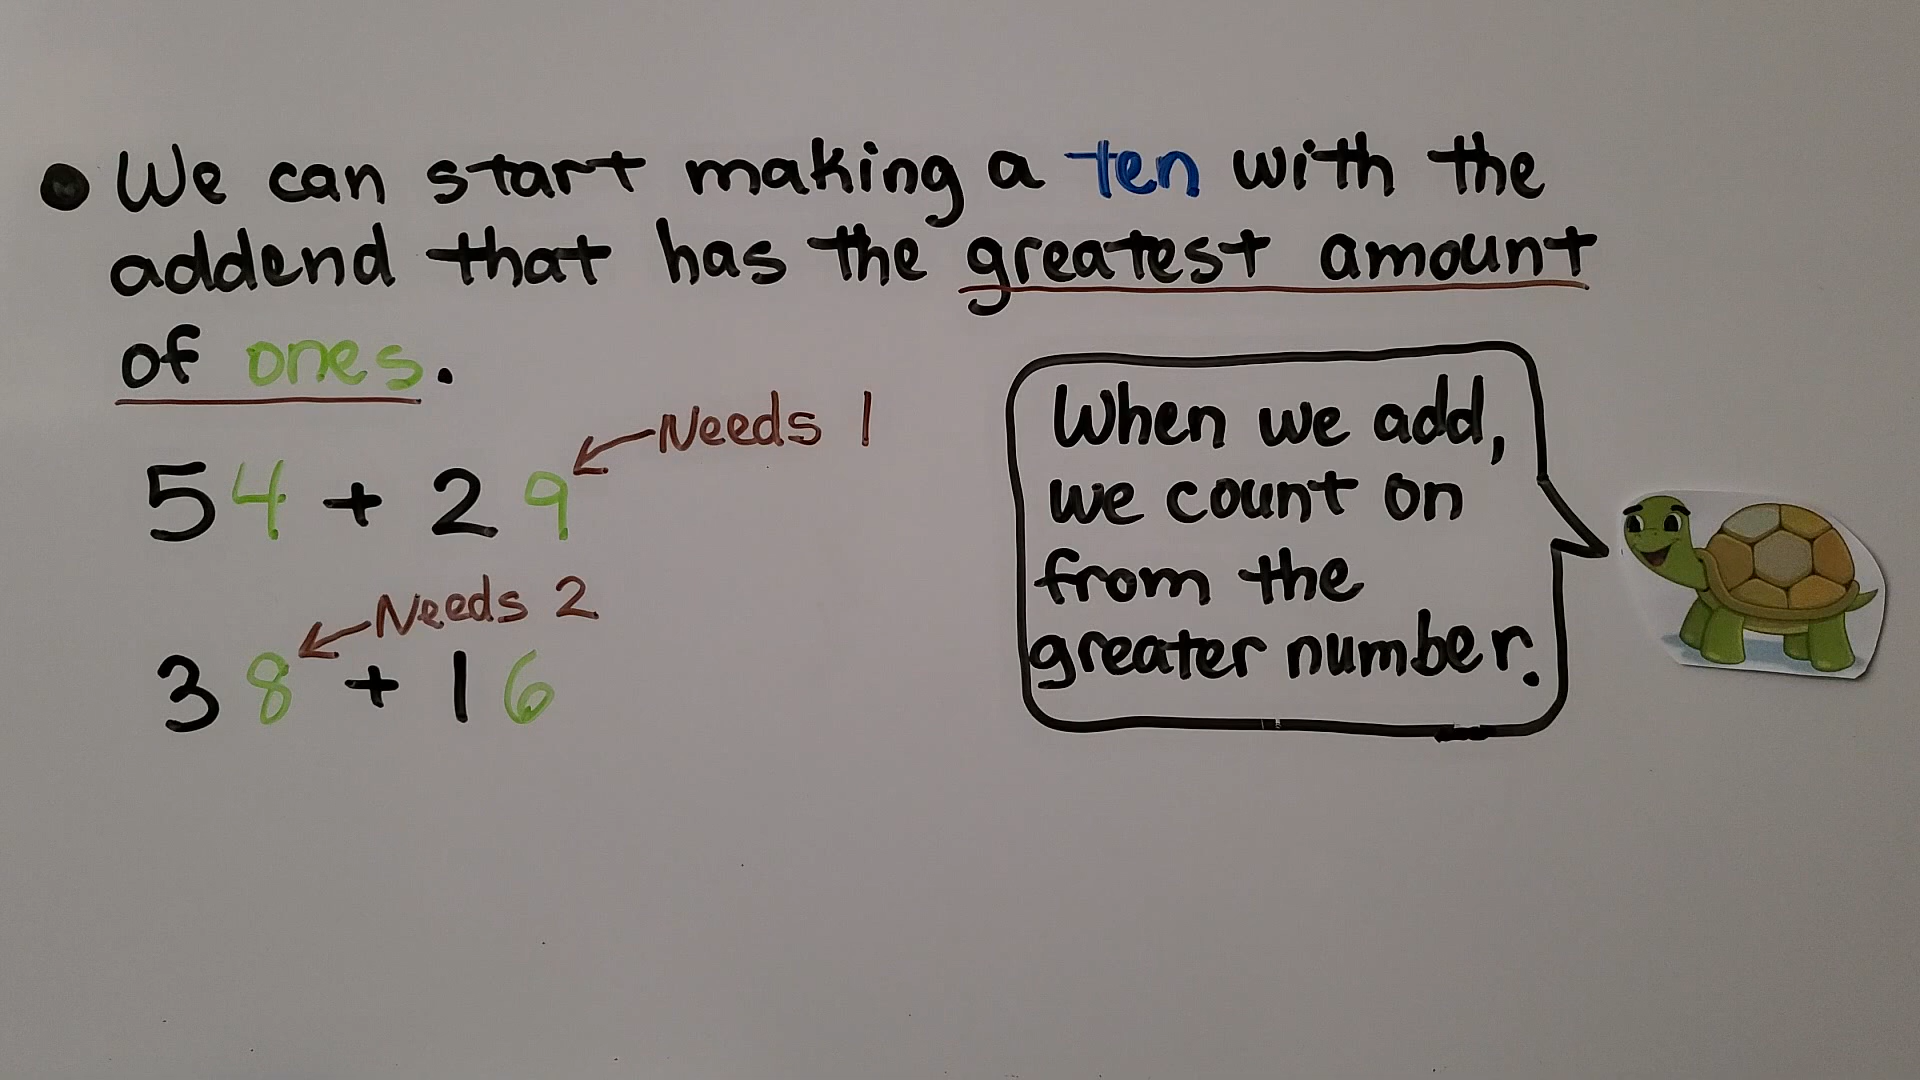 • We can start making a ten with the
addend that has the greatest amount
of ones.
Needs 1
54 + 29
Needs 2
38 + 16
When we add,
we count on
from the
greater number.